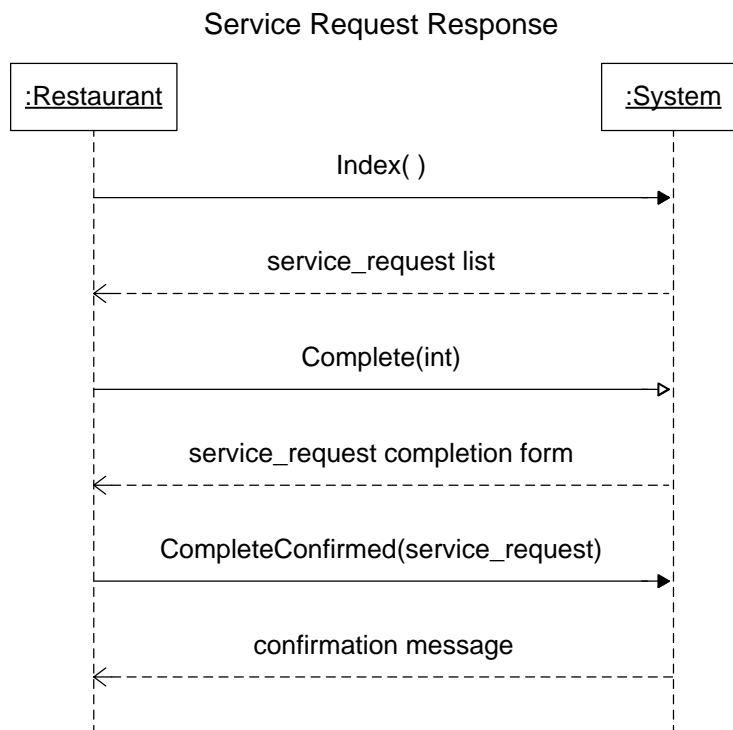 Service Request Response
:Restaurant
:System
Index( )
service_request list
Complete(int)
service_request completion form
CompleteConfirmed(service_request)
confirmation message